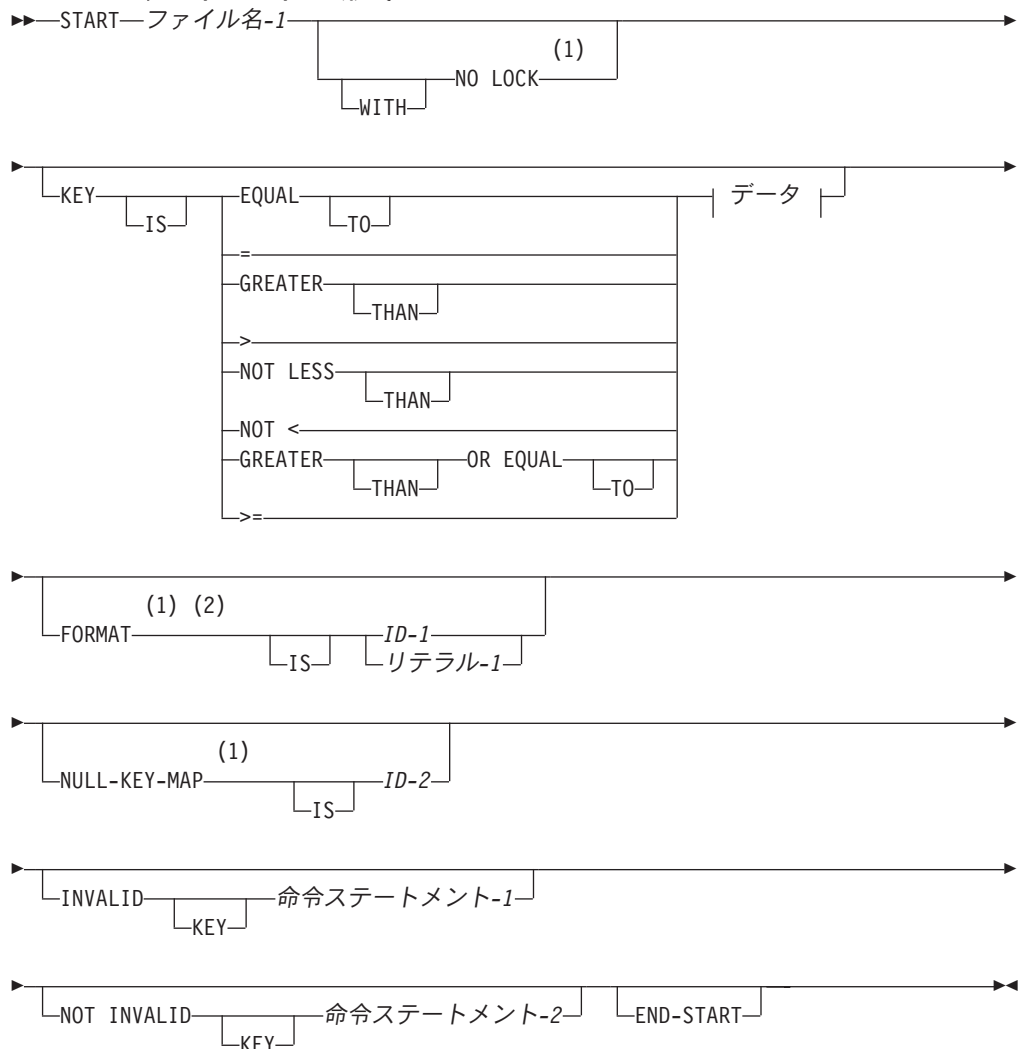 START ファイル名-1
(1)
NO LOCK
WITH
KEY IS EQUAL TO データ
=
GREATER THAN
>
NOT LESS THAN
NOT <
GREATER THAN OR EQUAL TO
>=
(1) (2)
FORMAT IS ID-1
リテラル-1
(1)
NULL-KEY-MAP IS ID-2
INVALID KEY 命令ステートメント-1
NOT INVALID KEY 命令ステートメント-2 END-START